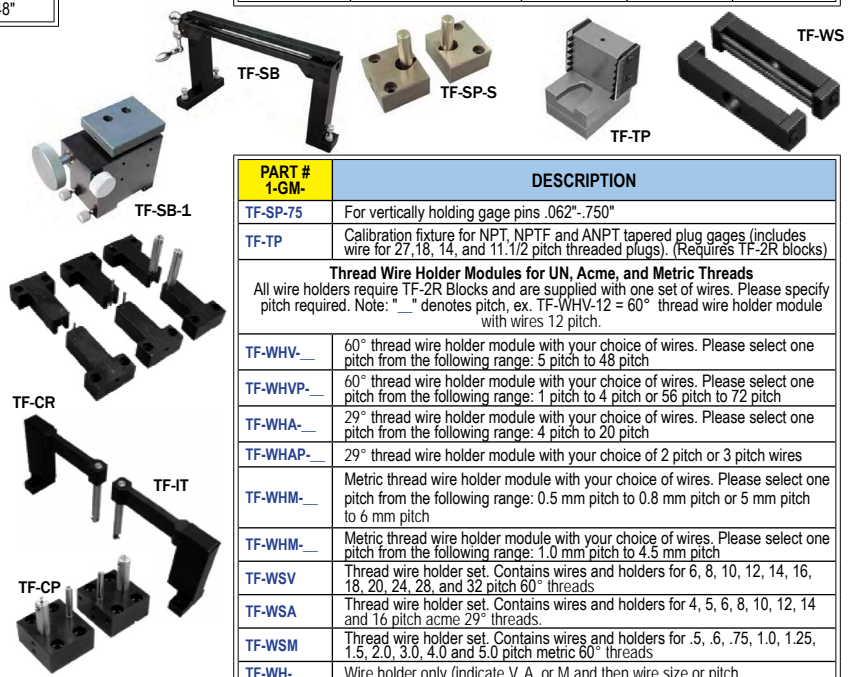 48"
TF-SB
TF-SP-S
TF-TP
TF-WS
TF-SB-1
TF-CR
TF-IT
TF-CP
PART #
1-GM-
DESCRIPTION
TF-SP-75 For vertically holding gage pins .062"-.750"
TF-TP Calibration fixture for NPT, NPTF and ANPT tapered plug gages (includes
wire for 27,18, 14, and 11.1/2 pitch threaded plugs). (Requires TF-2R blocks)
Thread Wire Holder Modules for UN, Acme, and Metric Threads
All wire holders require TF-2R Blocks and are supplied with one set of wires. Please specify
pitch required. Note: "__" denotes pitch, ex. TF-WHV-12 = 60° thread wire holder module
with wires 12 pitch.
TF-WHV-__ 60° thread wire holder module with your choice of wires. Please select one
pitch from the following range: 5 pitch to 48 pitch
TF-WHVP-__ 60° thread wire holder module with your choice of wires. Please select one
pitch from the following range: 1 pitch to 4 pitch or 56 pitch to 72 pitch
TF-WHA-__ 29° thread wire holder module with your choice of wires. Please select one
pitch from the following range: 4 pitch to 20 pitch
TF-WHAP-__ 29° thread wire holder module with your choice of 2 pitch or 3 pitch wires
TF-WHM-__ Metric thread wire holder module with your choice of wires. Please select one
pitch from the following range: 0.5 mm pitch to 0.8 mm pitch or 5 mm pitch
to 6 mm pitch
TF-WHM-__ Metric thread wire holder module with your choice of wires. Please select one
pitch from the following range: 1.0 mm pitch to 4.5 mm pitch
TF-WSV Thread wire holder set. Contains wires and holders for 6, 8, 10, 12, 14, 16,
18, 20, 24, 28, and 32 pitch 60° threads
TF-WSA Thread wire holder set. Contains wires and holders for 4, 5, 6, 8, 10, 12, 14
and 16 pitch acme 29° threads.
TF-WSM Thread wire holder set. Contains wires and holders for .5, .6, .75, 1.0, 1.25,
1.5, 2.0, 3.0, 4.0 and 5.0 pitch metric 60° threads
TF-WH- Wire holder only (indicate V, A, or M and then wire size or pitch